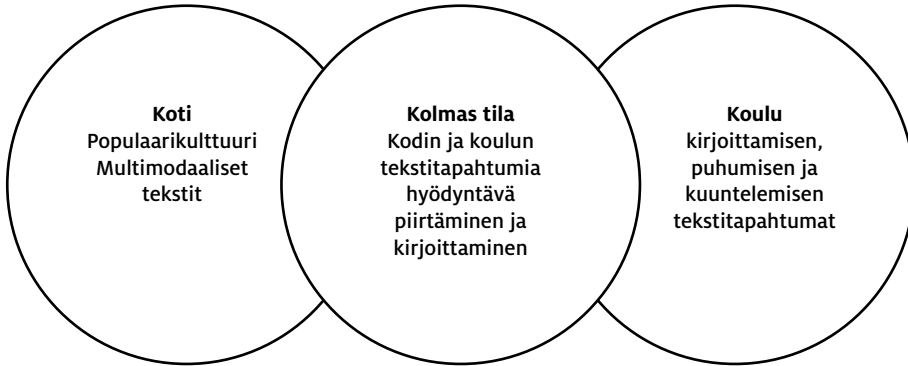 Koti
Populaarikulttuuri
Multimodaaliset
tekstit
Kolmas tila
Kodin ja koulun
tekstitapahtumia
hyödyntävä
piirtäminen ja
kirjoittaminen
Koulu
kirjoittamisen,
puhumisen ja
kuuntelemisen
tekstitapahtumat